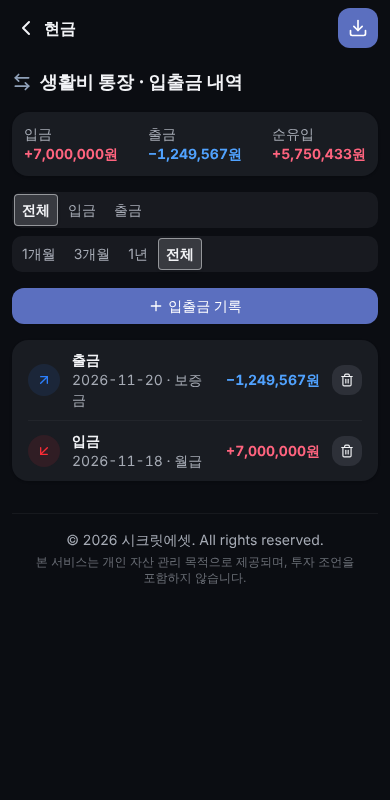 현금
생활비 통장 · 입출금 내역
입금 출금 순유입
+7,000,000원 −1,249,567원 +5,750,433원
전체 입금 출금
1개월 3개월 1년 전체
+ 입출금 기록
출금
2026-11-20 · 보증
금
−1,249,567원
입금
2026-11-18 · 월급
+7,000,000원
© 2026 시크릿에셋. All rights reserved.
본 서비스는 개인 자산 관리 목적으로 제공되며, 투자 조언을
포함하지 않습니다.